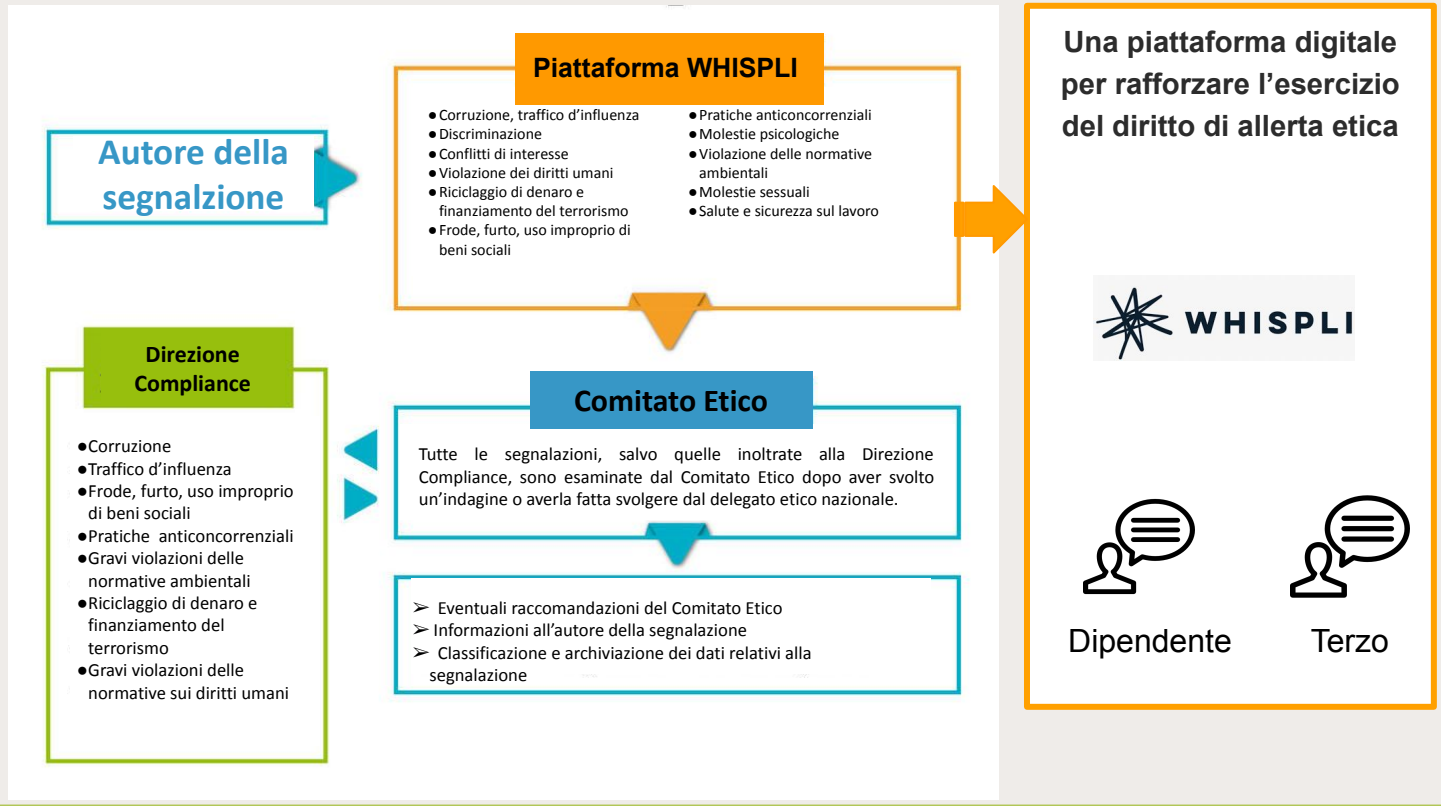 Piattaforma WHISPLI
Autore della
segnalzione
●Corruzione, traffico d’influenza
●Discriminazione
●Conflitti di interesse
●Violazione dei diritti umani
●Riciclaggio di denaro e
finanziamento del terrorismo
●Frode, furto, uso improprio di
beni sociali
●Pratiche anticoncorrenziali
●Molestie psicologiche
●Violazione delle normative
ambientali
●Molestie sessuali
●Salute e sicurezza sul lavoro
Direzione
Compliance
●Corruzione
●Traffico d’influenza
●Frode, furto, uso improprio
di beni sociali
●Pratiche anticoncorrenziali
●Gravi violazioni delle
normative ambientali
●Riciclaggio di denaro e
finanziamento del
terrorismo
●Gravi violazioni delle
normative sui diritti umani
Comitato Etico
Tutte le segnalazioni, salvo quelle inoltrate alla Direzione
Compliance, sono esaminate dal Comitato Etico dopo aver svolto
un’indagine o averla fatta svolgere dal delegato etico nazionale.
➢ Eventuali raccomandazioni del Comitato Etico
➢ Informazioni all’autore della segnalazione
➢ Classificazione e archiviazione dei dati relativi alla
segnalazione
Una piattaforma digitale
per rafforzare l’esercizio
del diritto di allerta etica
WHISPLI
Dipendente
Terzo